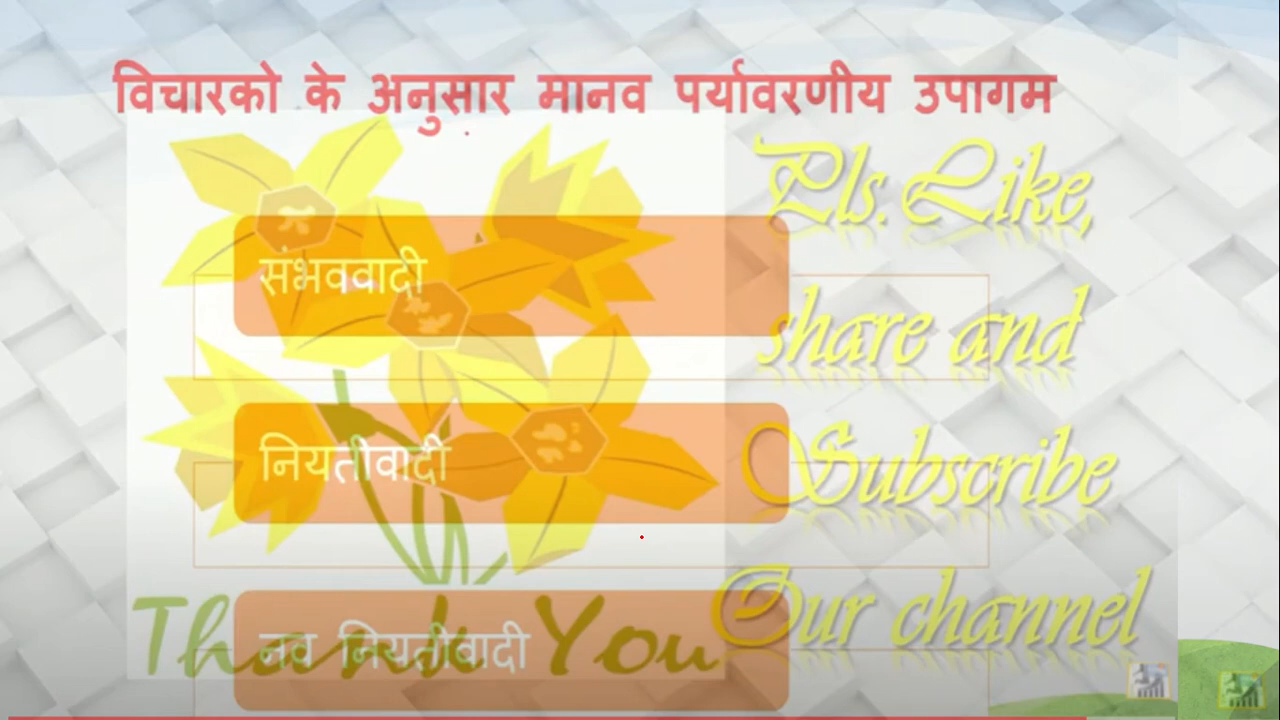 विचारको के अनुसार मानव पर्यावरणीय उपागम
Pls. Like,
संभववादी
share and
नियतीवादी
Subscribe
Our channel
नव नियतीवादी
Thank You